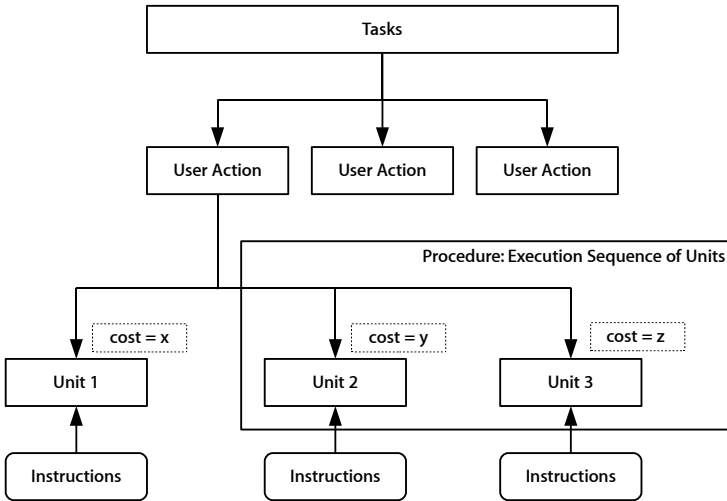 Tasks
User Action
User Action
User Action
Procedure: Execution Sequence of Units
cost = x
cost = y
cost = z
Unit 1
Unit 2
Unit 3
Instructions
Instructions
Instructions